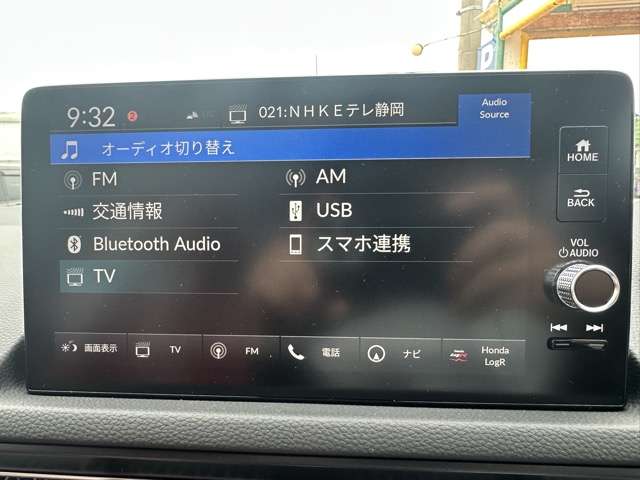 9:32 2 021:NHKEテレ静岡 Audio Source
オーディオ切り替え
FM AM
交通情報 USB
Bluetooth Audio スマホ連携
TV
画面表示 TV FM 電話 ナビ Honda LogR
HOME
BACK
VOL
AUDIO